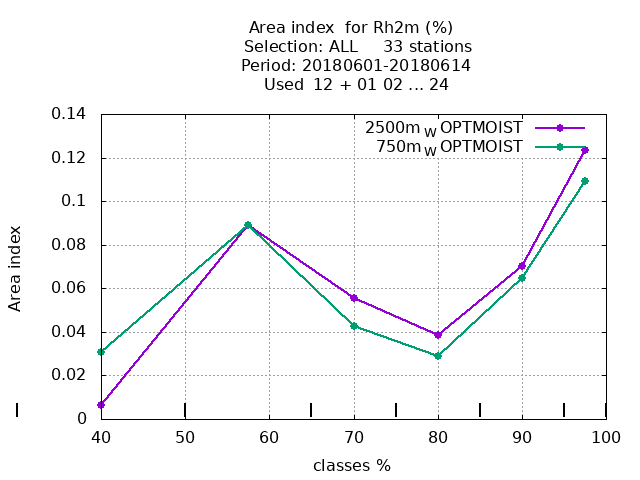 Area index  for Rh2m (%)
Selection: ALL     33 stations
Period: 20180601-20180614
Used  12 + 01 02 ... 24
2500m W OPTMOIST
750m W OPTMOIST
0.14
0.12
0.1
0.08
0.06
0.04
0.02
0
Area index
40 50 60 70 80 90 100
classes %